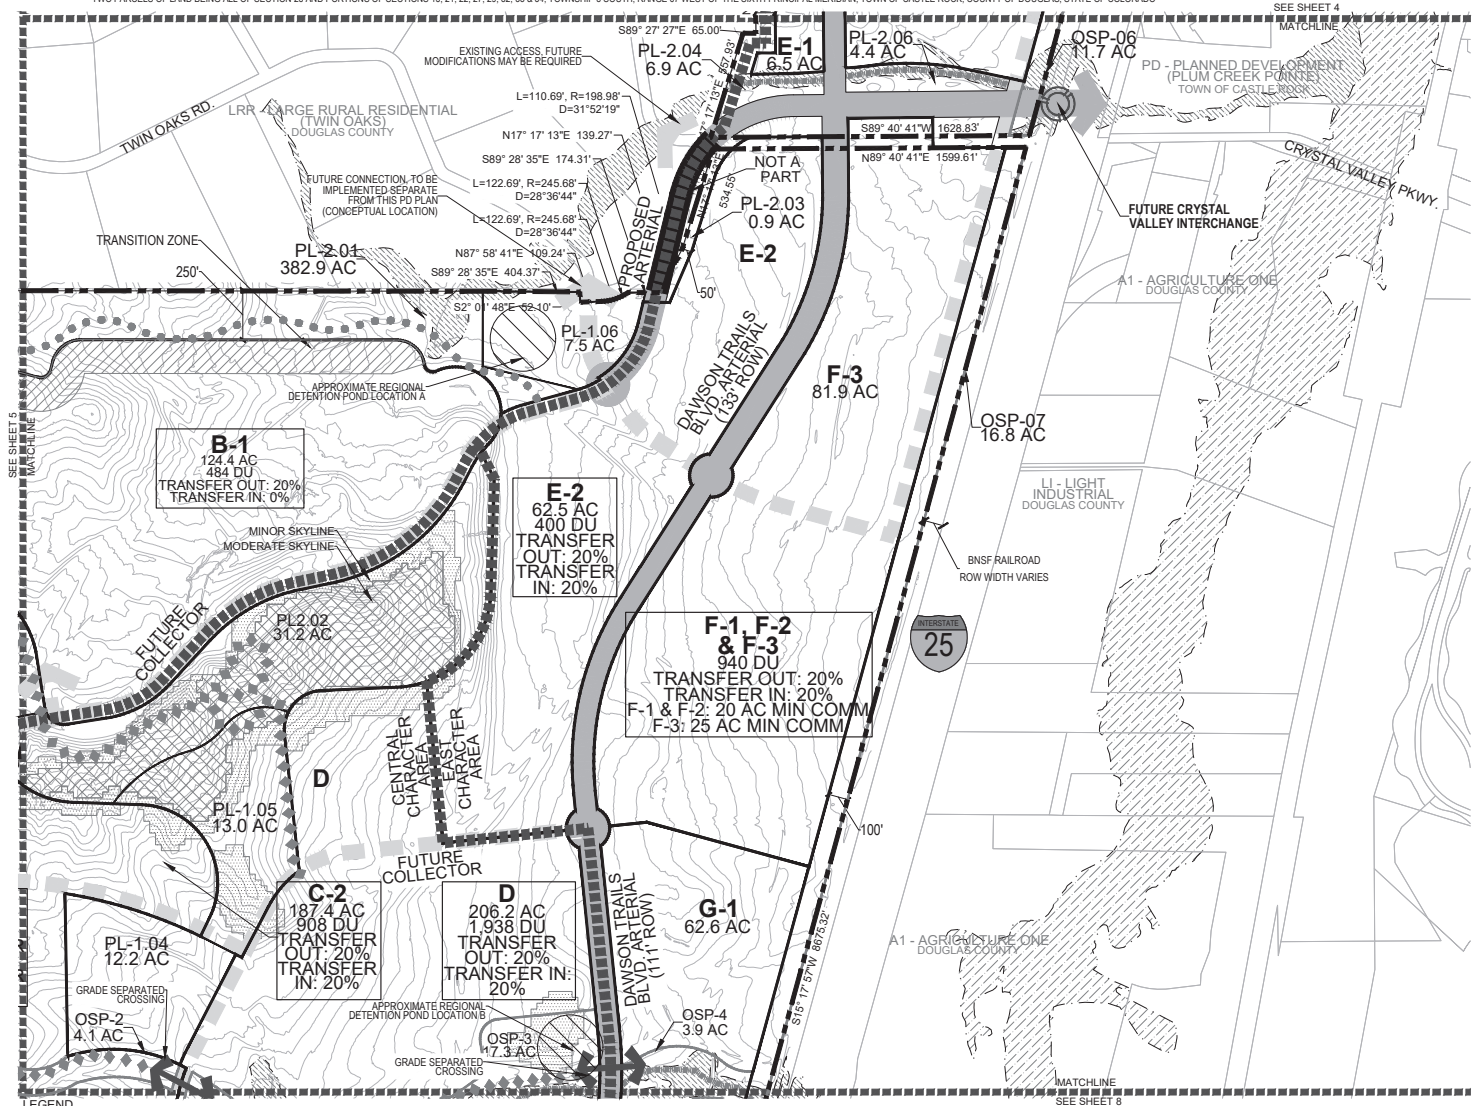 SEE SHEET 4
MATCHLINE
S89° 27' 27"E 65.00'
PL-2.04
6.9 AC
E-1
6.5 AC
PL-2.06
4.4 AC
OSP-06
11.7 AC
EXISTING ACCESS, FUTURE
MODIFICATIONS MAY BE REQUIRED
PD - PLANNED DEVELOPMENT
(PLUM CREEK POINTE)
TOWN OF CASTLE ROCK
TWIN OAKS RD.
LRR - LARGE RURAL RESIDENTIAL
(TWIN OAKS)
DOUGLAS COUNTY
L=110.69', R=198.98'
D=31°52'19"
N17° 17' 13"E 139.27'
S89° 28' 35"E 174.31'
L=122.69', R=245.68'
D=28°36'44"
L=122.69', R=245.68'
D=28°36'44"
N87° 58' 41"E 109.24'
S89° 28' 35"E 404.37'
S2° 01' 48"E 52.10'
S89° 40' 41"W 1628.83'
N89° 40' 41"E 1599.61'
NOT A
PART
534.55'
CRYSTAL VALLEY PKWY.
FUTURE CRYSTAL
VALLEY INTERCHANGE
FUTURE CONNECTION, TO BE
IMPLEMENTED SEPARATE
FROM THIS PD PLAN
(CONCEPTUAL LOCATION)
PROPOSED
ARTERIAL
PL-2.03
0.9 AC
E-2
TRANSITION ZONE
PL-2.01
382.9 AC
250'
50'
A1 - AGRICULTURE ONE
DOUGLAS COUNTY
PL-1.06
7.5 AC
APPROXIMATE REGIONAL
DETENTION POND LOCATION A
DAWSON TRAILS
BLVD. ARTERIAL
(133' ROW)
F-3
81.9 AC
OSP-07
16.8 AC
SEE SHEET 5
MATCHLINE
B-1
124.4 AC
484 DU
TRANSFER OUT: 20%
TRANSFER IN: 0%
E-2
62.5 AC
400 DU
TRANSFER
OUT: 20%
TRANSFER
IN: 20%
LI - LIGHT
INDUSTRIAL
DOUGLAS COUNTY
MINOR SKYLINE
MODERATE SKYLINE
BNSF RAILROAD
ROW WIDTH VARIES
FUTURE
COLLECTOR
PL2.02
31.2 AC
F-1, F-2
& F-3
940 DU
TRANSFER OUT: 20%
TRANSFER IN: 20%
F-1 & F-2: 20 AC MIN COMM
F-3: 25 AC MIN COMM
INTERSTATE
25
CENTRAL
CHARACTER
AREA
EAST
CHARACTER
AREA
D
PL-1.05
13.0 AC
100'
FUTURE
COLLECTOR
C-2
187.4 AC
908 DU
TRANSFER
OUT: 20%
TRANSFER
IN: 20%
D
206.2 AC
1,938 DU
TRANSFER
OUT: 20%
TRANSFER IN:
20%
DAWSON TRAILS
BLVD. ARTERIAL
(111' ROW)
G-1
62.6 AC
S15° 17' 57"W 8675.32'
A1 - AGRICULTURE ONE
DOUGLAS COUNTY
PL-1.04
12.2 AC
GRADE SEPARATED
CROSSING
OSP-2
4.1 AC
APPROXIMATE REGIONAL
DETENTION POND LOCATION B
OSP-3
17.3 AC
GRADE SEPARATED
CROSSING
OSP-4
3.9 AC
MATCHLINE
SEE SHEET 8
LEGEND